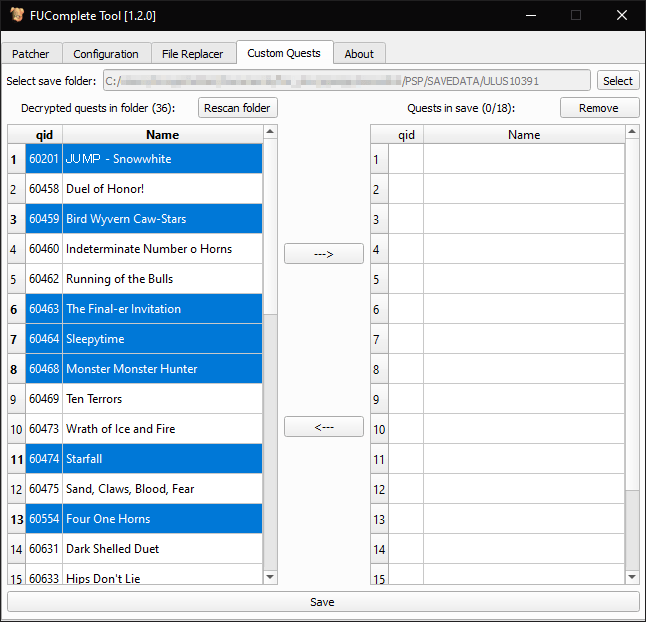 FUComplete Tool [1.2.0]
Patcher Configuration File Replacer Custom Quests About
Select save folder: C:/ /PSP/SAVEDATA/ULUS10391 Select
Decrypted quests in folder (36): Rescan folder Quests in save (0/18): Remove
qid Name qid Name
1 60201 JUMP - Snowwhite 1
2 60458 Duel of Honor! 2
3 60459 Bird Wyvern Caw-Stars 3
4 60460 Indeterminate Number o Horns 4
--->
5 60462 Running of the Bulls 5
6 60463 The Final-er Invitation 6
7 60464 Sleepytime 7
8 60468 Monster Monster Hunter 8
9 60469 Ten Terrors 9
10 60473 Wrath of Ice and Fire <--- 10
11 60474 Starfall 11
12 60475 Sand, Claws, Blood, Fear 12
13 60554 Four One Horns 13
14 60631 Dark Shelled Duet 14
15 60633 Hips Don't Lie 15
Save